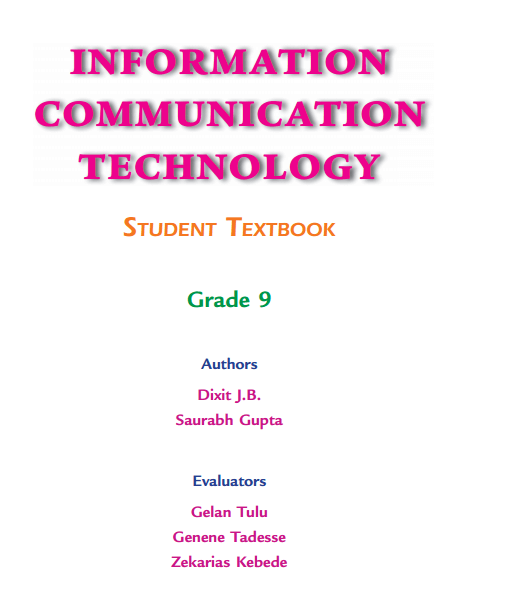 INFORMATION
COMMUNICATION
TECHNOLOGY
STUDENT TEXTBOOK
Grade 9
Authors
Dixit J.B.
Saurabh Gupta
Evaluators
Gelan Tulu
Genene Tadesse
Zekarias Kebede